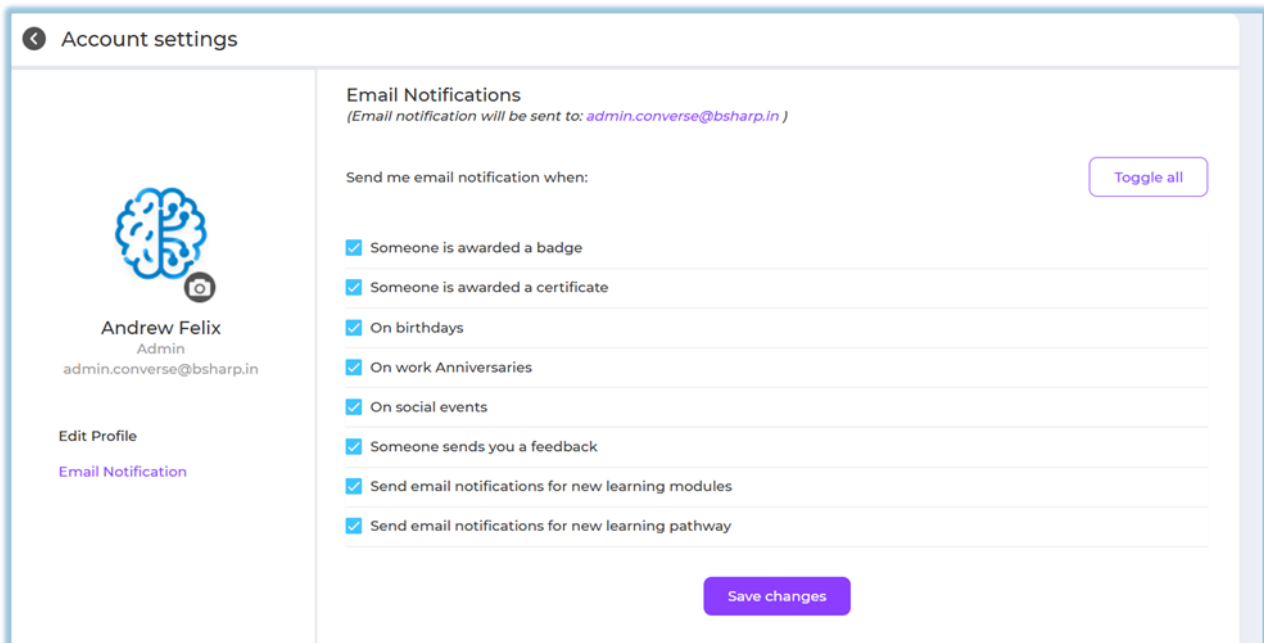 Account settings
Andrew Felix
Admin
admin.converse@bsharp.in
Edit Profile
Email Notification
Email Notifications
(Email notification will be sent to: admin.converse@bsharp.in )
Send me email notification when:
Toggle all
Someone is awarded a badge
Someone is awarded a certificate
On birthdays
On work Anniversaries
On social events
Someone sends you a feedback
Send email notifications for new learning modules
Send email notifications for new learning pathway
Save changes